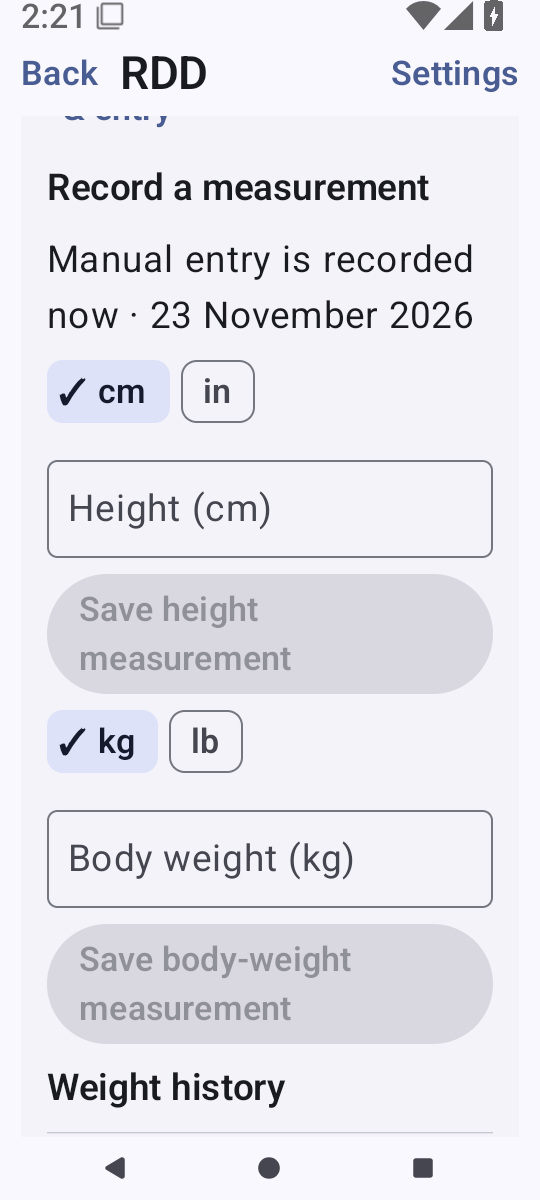 2:21
Back RDD Settings
& entry
Record a measurement
Manual entry is recorded
now · 23 November 2026
✓ cm in
Height (cm)
Save height
measurement
✓ kg lb
Body weight (kg)
Save body-weight
measurement
Weight history